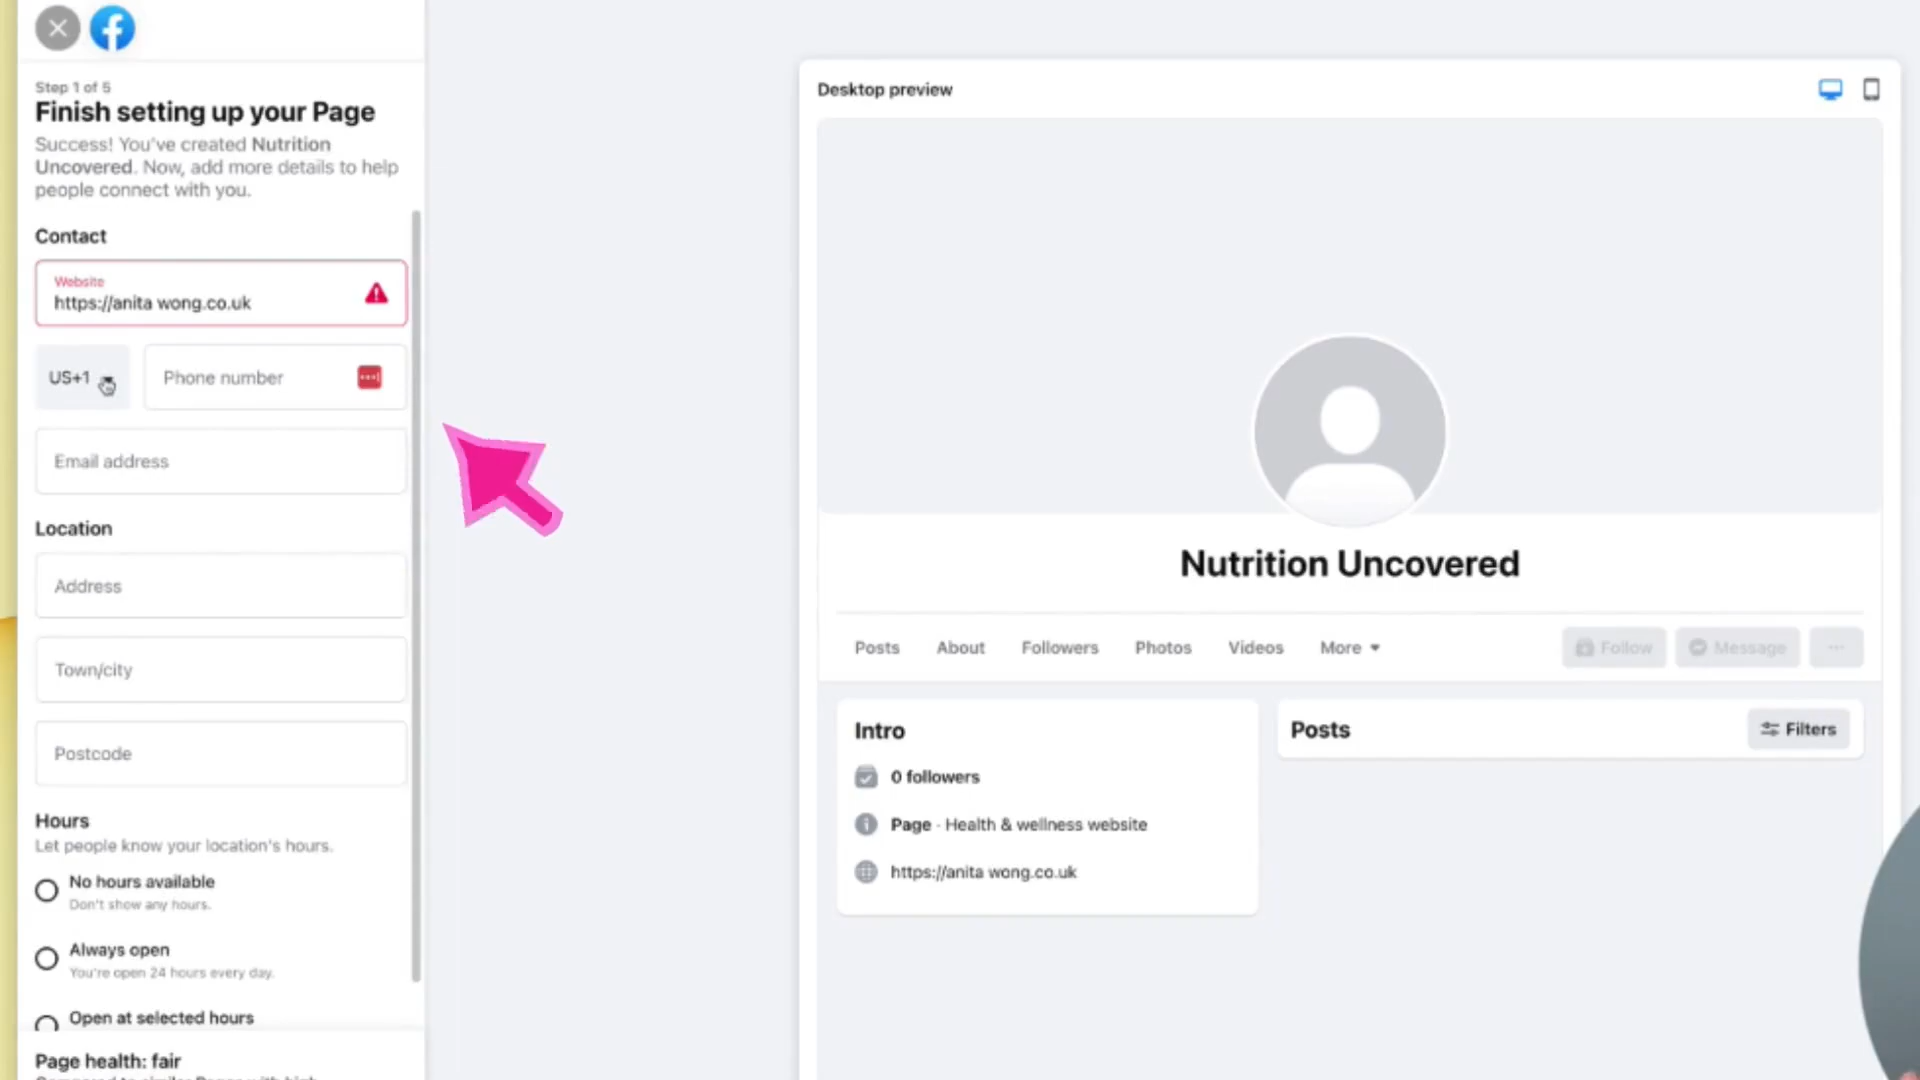 Step 1 of 5
Finish setting up your Page
Success! You've created Nutrition
Uncovered. Now, add more details to help
people connect with you.
Contact
Website
https://anita wong.co.uk
US+1
Phone number
Email address
Location
Address
Town/city
Postcode
Hours
Let people know your location's hours.
No hours available
Don't show any hours.
Always open
You're open 24 hours every day.
Open at selected hours
Page health: fair
Desktop preview
Nutrition Uncovered
Posts
About
Followers
Photos
Videos
More
Follow
Message
Intro
0 followers
Page · Health & wellness website
https://anita wong.co.uk
Posts
Filters